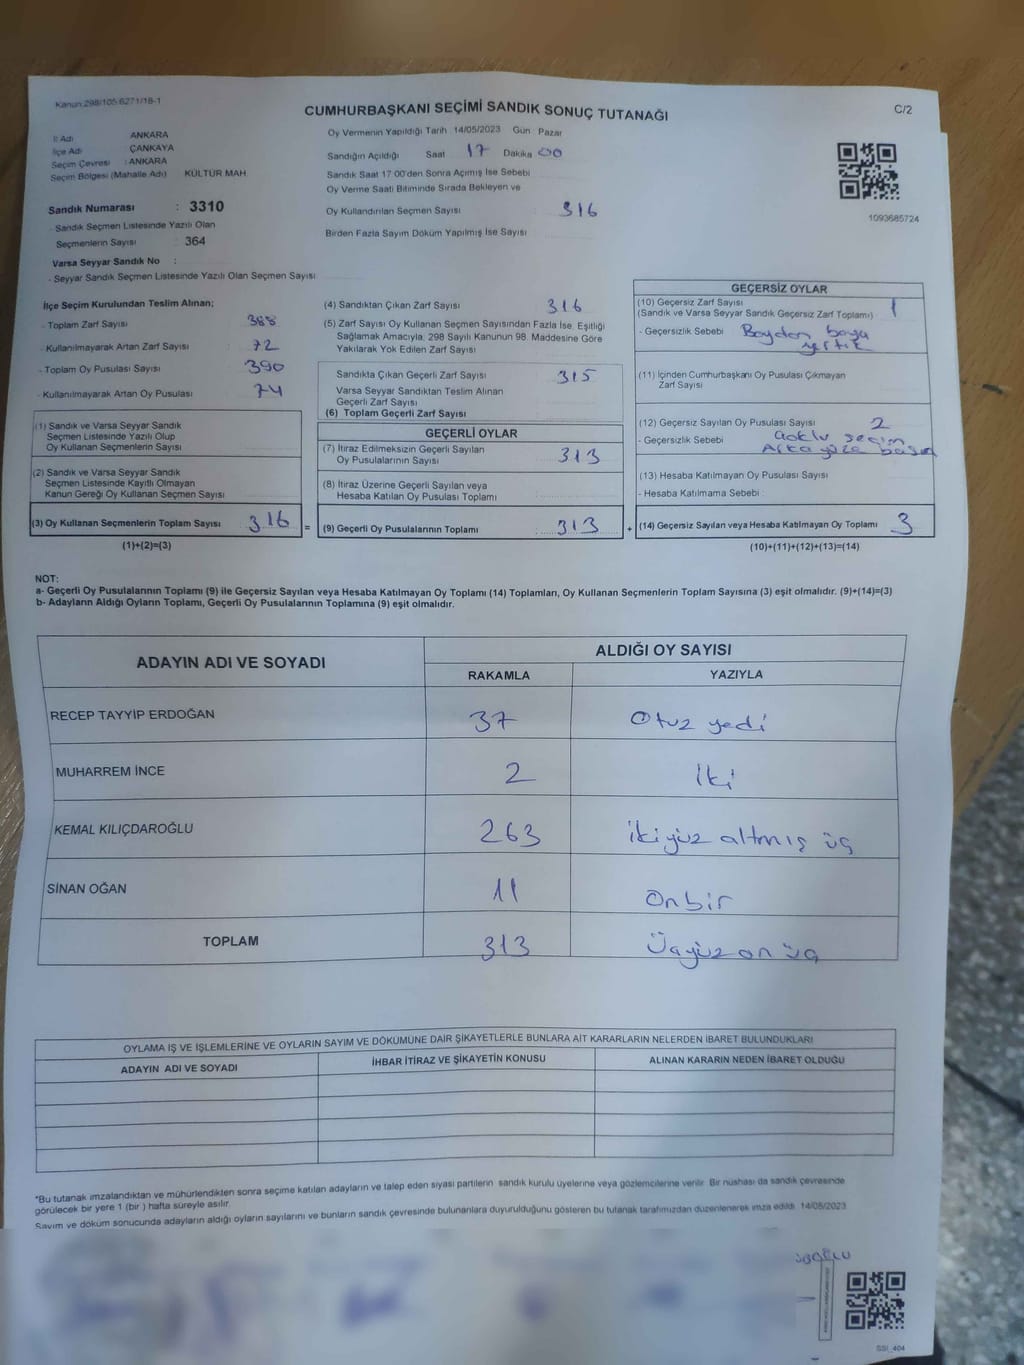 Kanun:298/105.6271/18-1
CUMHURBAŞKANI SEÇİMİ SANDIK SONUÇ TUTANAĞI
C/2
İl Adı ANKARA
İlçe Adı ÇANKAYA
Seçim Çevresi : ANKARA
Seçim Bölgesi (Mahalle Adı) KÜLTÜR MAH.
Sandık Numarası : 3310
- Sandık Seçmen Listesinde Yazılı Olan
Seçmenlerin Sayısı 364
Varsa Seyyar Sandık No :
- Seyyar Sandık Seçmen Listesinde Yazılı Olan Seçmen Sayısı
Oy Vermenin Yapıldığı Tarih 14/05/2023 Gün Pazar
Sandığın Açıldığı Saat 17 Dakika 00
Sandık Saat 17:00'den Sonra Açımış İse Sebebi
Oy Verme Saati Bitiminde Sırada Bekleyen ve
Oy Kullandırılan Seçmen Sayısı 316
Birden Fazla Sayım Döküm Yapılmış İse Sayısı
1093685724
İlçe Seçim Kurulundan Teslim Alınan;
- Toplam Zarf Sayısı 388
- Kullanılmayarak Artan Zarf Sayısı 72
- Toplam Oy Pusulası Sayısı 390
- Kullanılmayarak Artan Oy Pusulası 74
(1) Sandık ve Varsa Seyyar Sandık
Seçmen Listesinde Yazılı Olup
Oy Kullanan Seçmenlerin Sayısı
(2) Sandık ve Varsa Seyyar Sandık
Seçmen Listesinde Kayıtlı Olmayan
Kanun Gereği Oy Kullanan Seçmen Sayısı
(3) Oy Kullanan Seçmenlerin Toplam Sayısı 316
(1)+(2)=(3)
=
(4) Sandıktan Çıkan Zarf Sayısı 316
(5) Zarf Sayısı Oy Kullanan Seçmen Sayısından Fazla İse, Eşitliği
Sağlamak Amacıyla, 298 Sayılı Kanunun 98. Maddesine Göre
Yakılarak Yok Edilen Zarf Sayısı
Sandıkta Çıkan Geçerli Zarf Sayısı 315
Varsa Seyyar Sandıktan Teslim Alınan
Geçerli Zarf Sayısı
(6) Toplam Geçerli Zarf Sayısı
GEÇERLİ OYLAR
(7) İtiraz Edilmeksizin Geçerli Sayılan
Oy Pusulalarının Sayısı 313
(8) İtiraz Üzerine Geçerli Sayılan veya
Hesaba Katılan Oy Pusulası Toplamı
(9) Geçerli Oy Pusulalarının Toplamı 313
+
GEÇERSİZ OYLAR
(10) Geçersiz Zarf Sayısı
(Sandık ve Varsa Seyyar Sandık Geçersiz Zarf Toplamı) 1
- Geçersizlik Sebebi Boydan boya
yırtık
(11) İçinden Cumhurbaşkanı Oy Pusulası Çıkmayan
Zarf Sayısı
(12) Geçersiz Sayılan Oy Pusulası Sayısı 2
- Geçersizlik Sebebi Çoklu seçim
Arka yüze
(13) Hesaba Katılmayan Oy Pusulası Sayısı
- Hesaba Katılmama Sebebi :
(14) Geçersiz Sayılan veya Hesaba Katılmayan Oy Toplamı 3
(10)+(11)+(12)+(13)=(14)
NOT:
a- Geçerli Oy Pusulalarının Toplamı (9) ile Geçersiz Sayılan veya Hesaba Katılmayan Oy Toplamı (14) Toplamları, Oy Kullanan Seçmenlerin Toplam Sayısına (3) eşit olmalıdır. (9)+(14)=(3)
b- Adayların Aldığı Oyların Toplamı, Geçerli Oy Pusulalarının Toplamına (9) eşit olmalıdır.
ADAYIN ADI VE SOYADI
ALDIĞI OY SAYISI
RAKAMLA YAZIYLA
RECEP TAYYİP ERDOĞAN 37 Otuz yedi
MUHARREM İNCE 2 İki
KEMAL KILIÇDAROĞLU 263 İkiyüz altmış üç
SİNAN OĞAN 11 Onbir
TOPLAM 313 Üçyüz on üç
OYLAMA İŞ VE İŞLEMLERİNE VE OYLARIN SAYIM VE DÖKÜMÜNE DAİR ŞİKAYETLERLE BUNLARA AİT KARARLARIN NELERDEN İBARET BULUNDUKLARI
ADAYIN ADI VE SOYADI İHBAR İTİRAZ VE ŞİKAYETİN KONUSU ALINAN KARARIN NEDEN İBARET OLDUĞU
*Bu tutanak imzalandıktan ve mühürlendikten sonra seçime katılan adayların ve talep eden siyasi partilerin sandık kurulu üyelerine veya gözlemcilerine verilir. Bir nüshası da sandık çevresinde
görülecek bir yere 1 (bir ) hafta süreyle asılır.
Sayım ve döküm sonucunda adayların aldığı oyların sayılarını ve bunların sandık çevresinde bulunanlara duyurulduğunu gösteren bu tutanak tarafımızdan düzenlenerek imza edildi. 14/05/2023
SSI_404